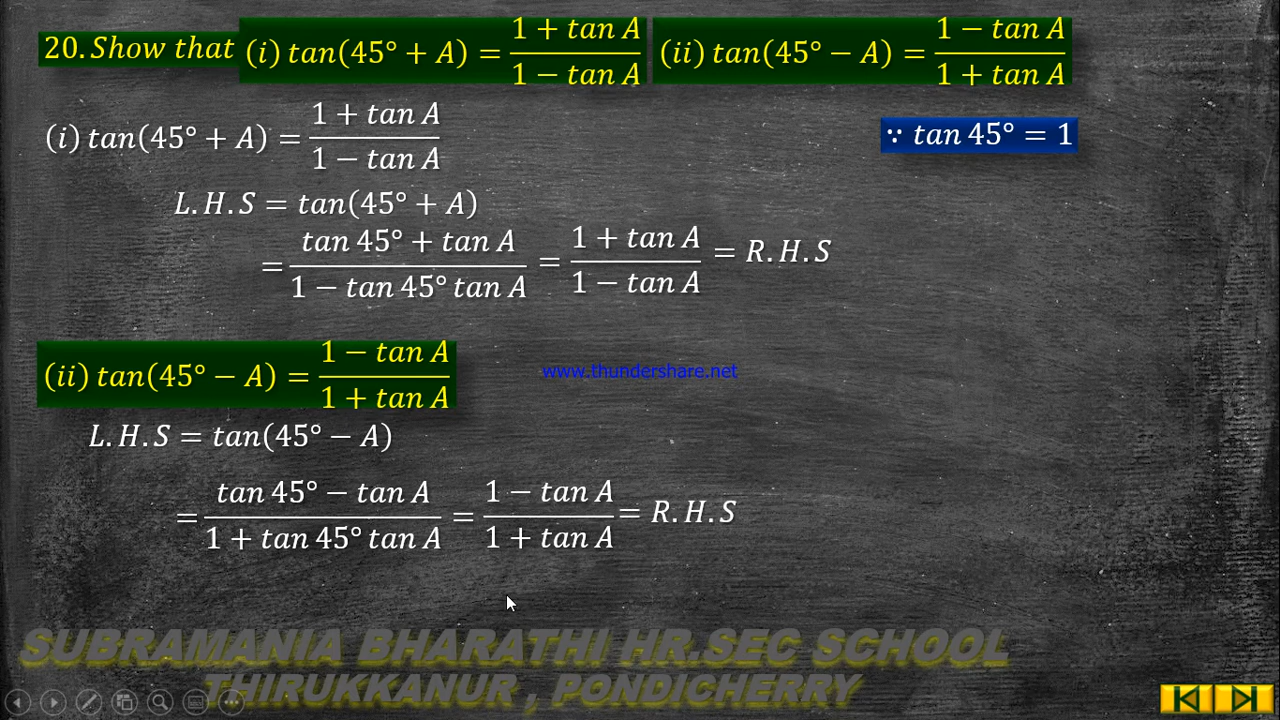 20. Show that (i) tan(45° + A) = (1 + tan A)/(1 − tan A) (ii) tan(45° − A) = (1 − tan A)/(1 + tan A)
(i) tan(45° + A) = (1 + tan A)/(1 − tan A)
∵ tan 45° = 1
L.H.S = tan(45° + A)
= (tan 45° + tan A)/(1 − tan 45° tan A) = (1 + tan A)/(1 − tan A) = R.H.S
(ii) tan(45° − A) = (1 − tan A)/(1 + tan A)
www.thundershare.net
L.H.S = tan(45° − A)
= (tan 45° − tan A)/(1 + tan 45° tan A) = (1 − tan A)/(1 + tan A) = R.H.S
SUBRAMANIA BHARATHI HR.SEC SCHOOL
THIRUKKANUR , PONDICHERRY